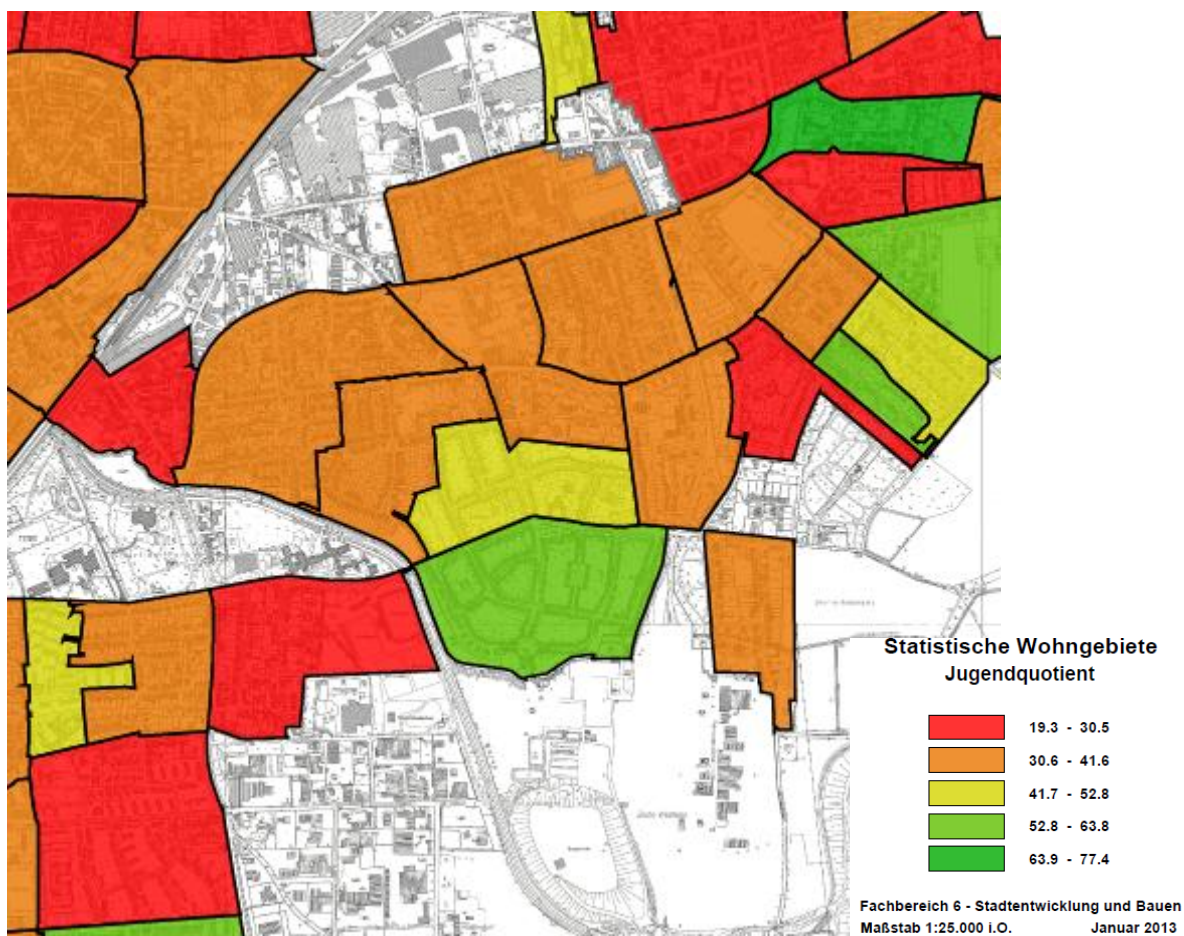 Statistische Wohngebiete
Jugendquotient
19.3 - 30.5
30.6 - 41.6
41.7 - 52.8
52.8 - 63.8
63.9 - 77.4
Fachbereich 6 - Stadtentwicklung und Bauen
Maßstab 1:25.000 i.O. Januar 2013